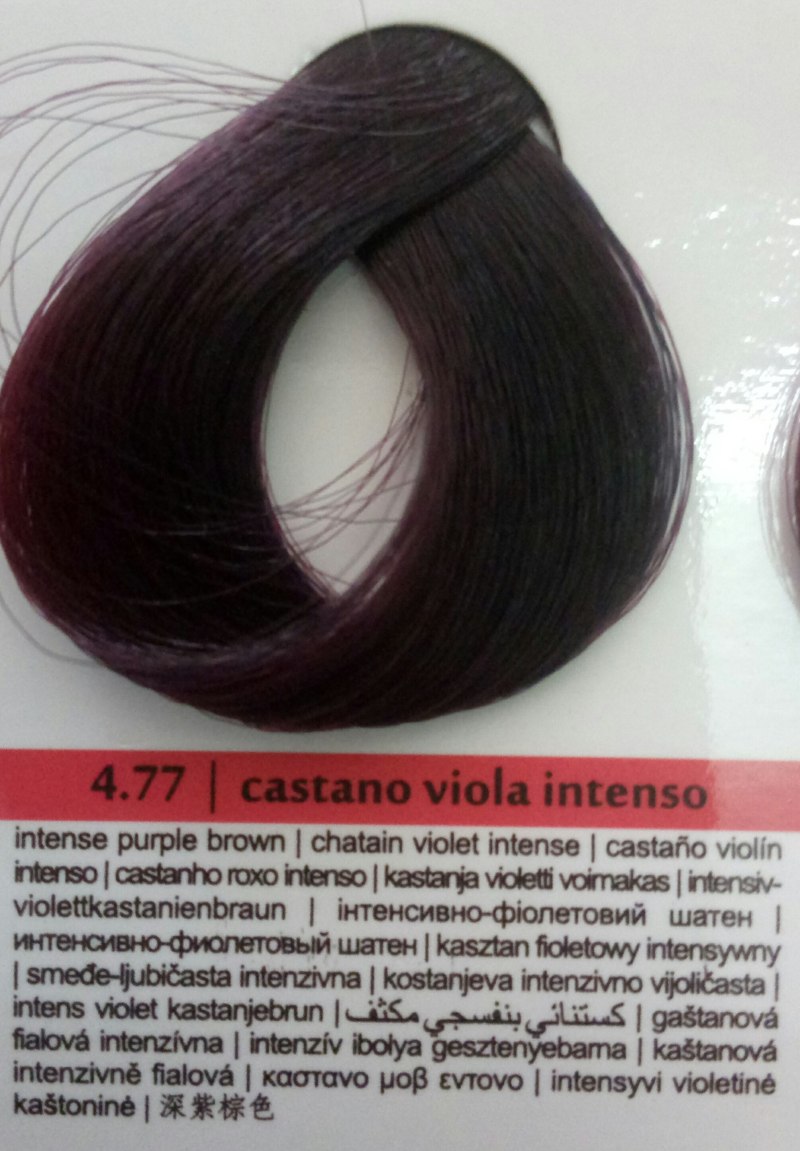 4.77 | castano viola intenso
intense purple brown | chatain violet intense | castaño violín
intenso | castanho roxo intenso | kastanja violetti voimakas | intensiv-
violettkastanienbraun | інтенсивно-фіолетовий шатен |
интенсивно-фиолетовый шатен | kasztan fioletowy intensywny
| smeđe-ljubičasta intenzivna | kostanjeva intenzivno vijoličasta |
intens violet kastanjebrun | كستنائي بنفسجي مكثف | gaštanová
fialová intenzívna | intenzív ibolya gesztenyebarna | kaštanová
intenzivně fialová | καστανο μοβ εντονο | intensyvi violetinė
kaštoninė | 深紫棕色